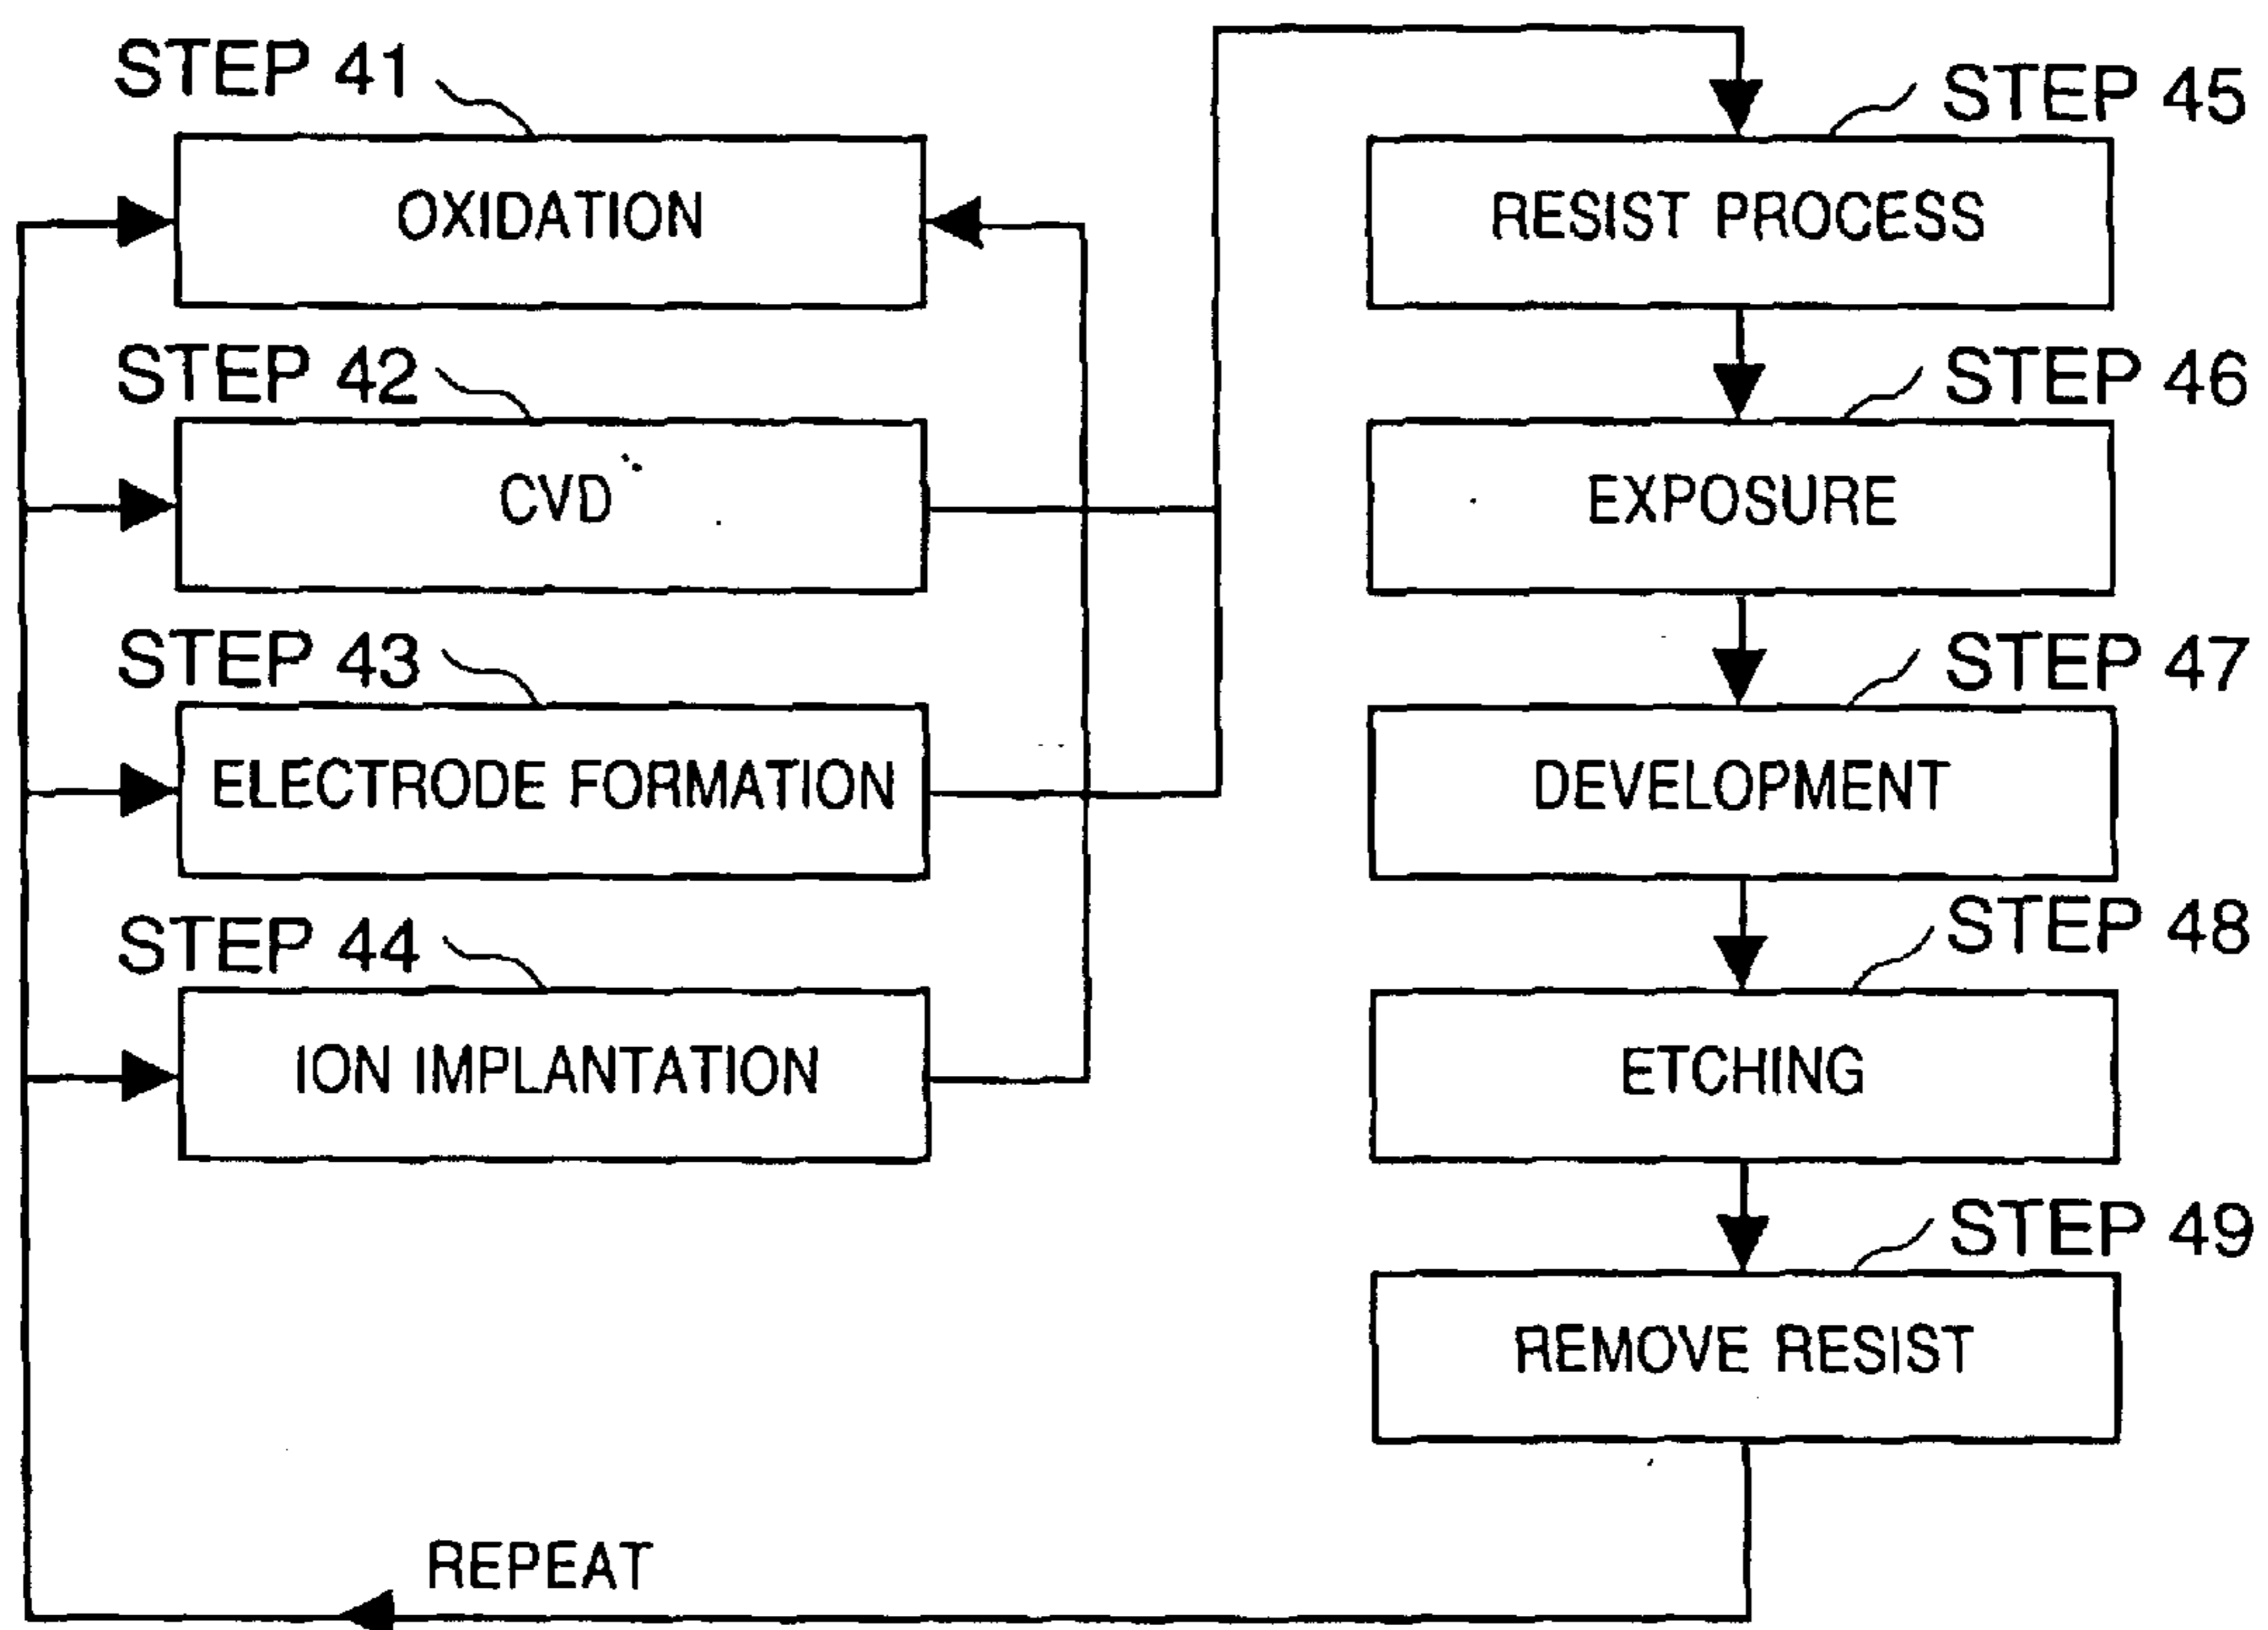 STEP 41
OXIDATION
STEP 42
CVD
STEP 43
ELECTRODE FORMATION
STEP 44
ION IMPLANTATION
STEP 45
RESIST PROCESS
STEP 46
EXPOSURE
STEP 47
DEVELOPMENT
STEP 48
ETCHING
STEP 49
REMOVE RESIST
REPEAT